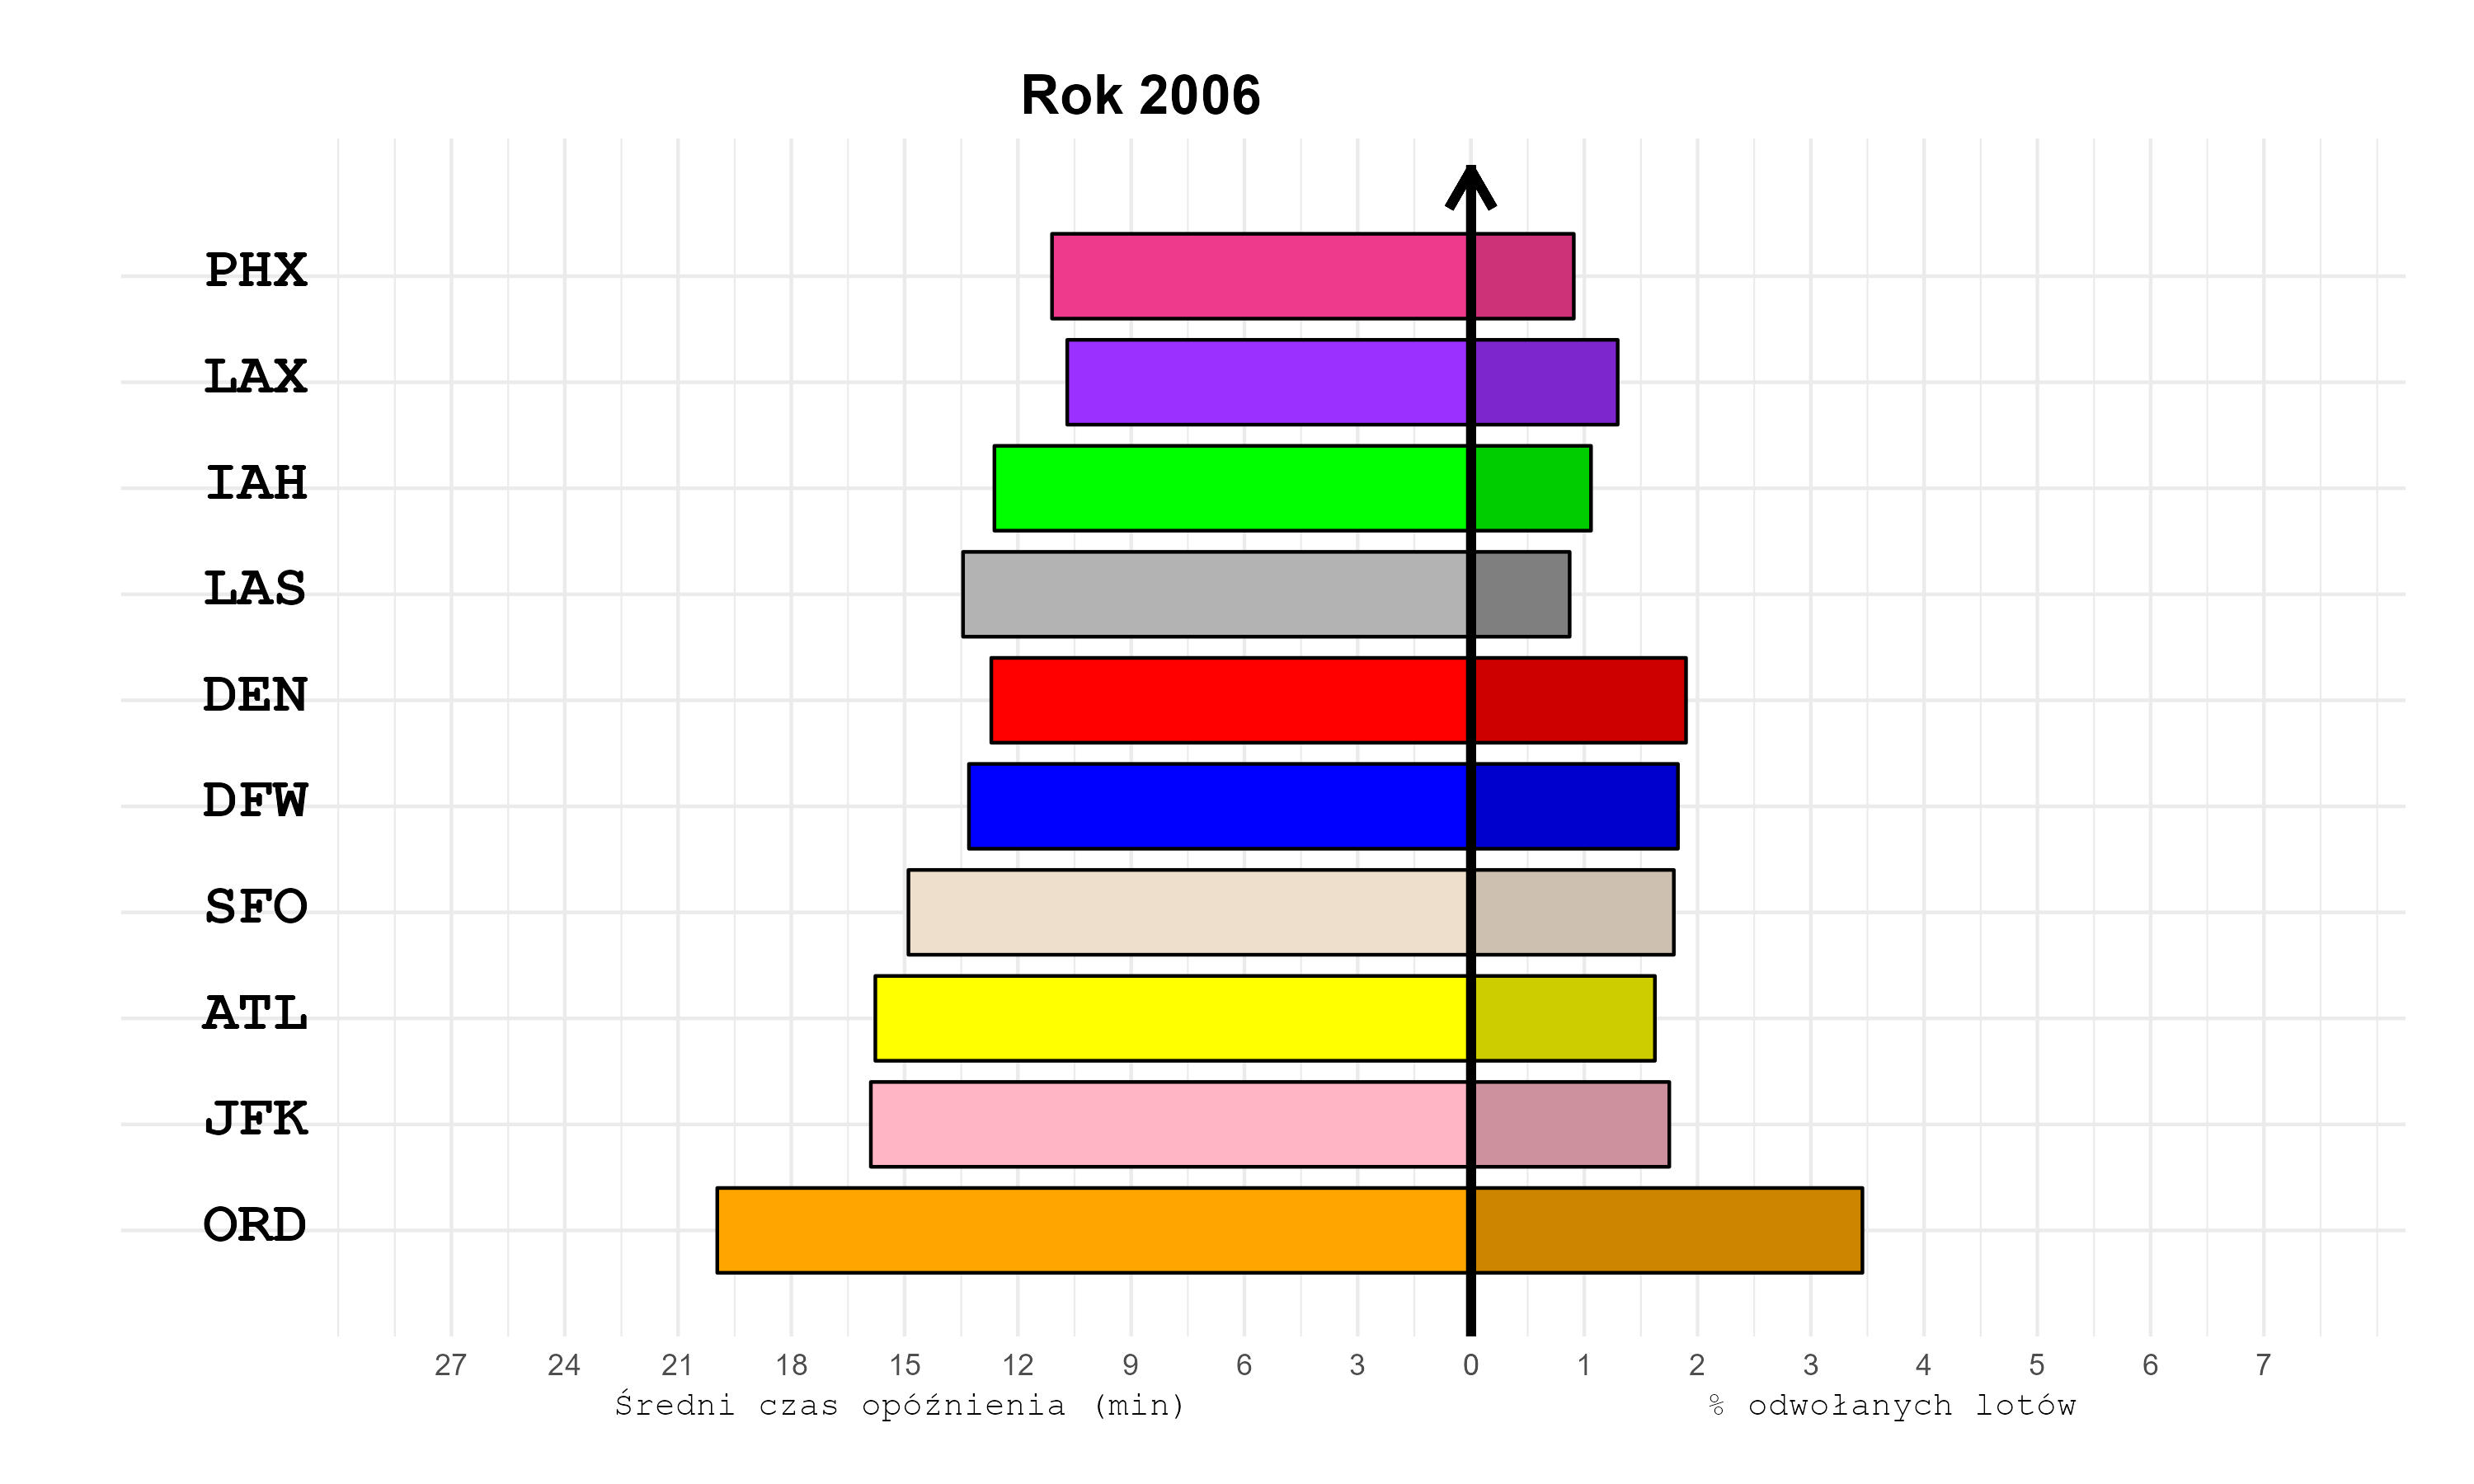 Rok 2006
PHX
LAX
IAH
LAS
DEN
DFW
SFO
ATL
JFK
ORD
27 24 21 18 15 12 9 6 3 0 1 2 3 4 5 6 7
Średni czas opóźnienia (min) % odwołanych lotów